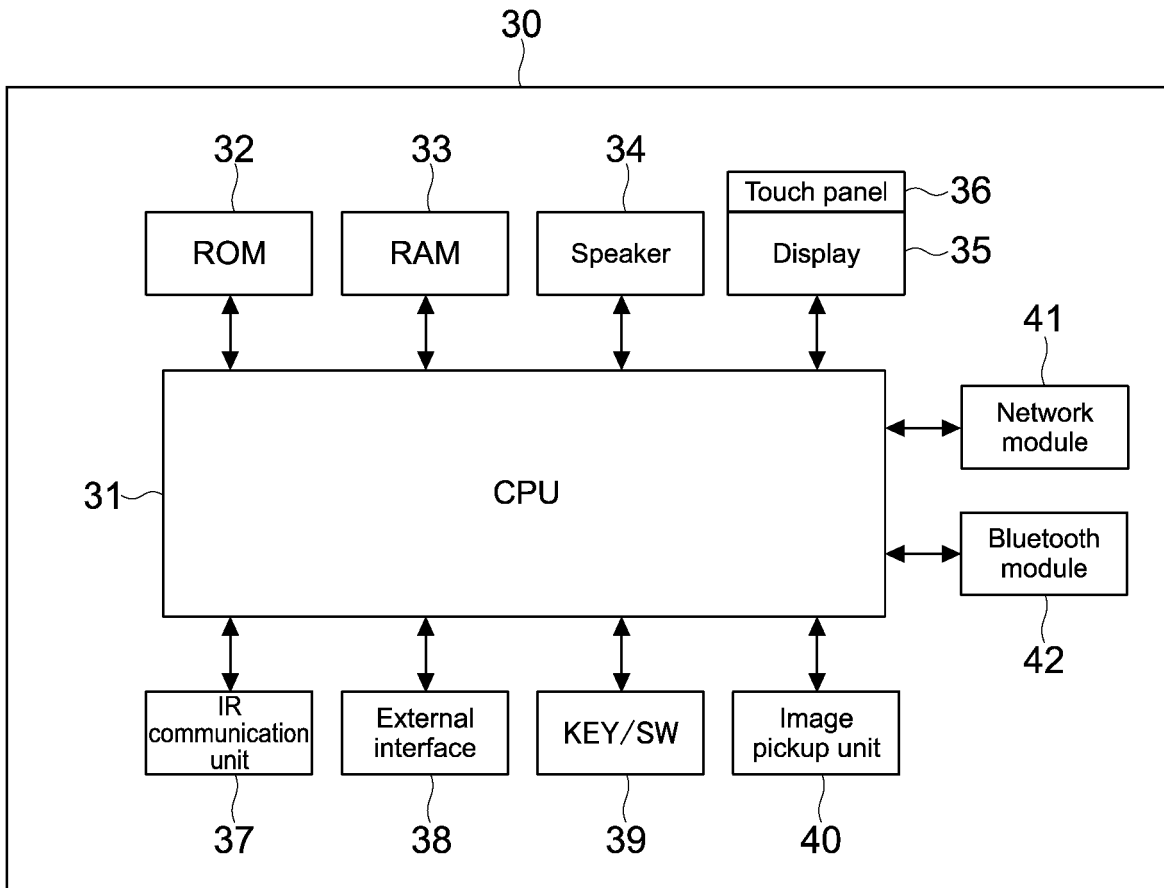 30
32
33
34
Touch panel
36
ROM
RAM
Speaker
Display
35
41
Network
module
31
CPU
Bluetooth
module
42
IR
communication
unit
External
interface
KEY/SW
Image
pickup unit
37
38
39
40